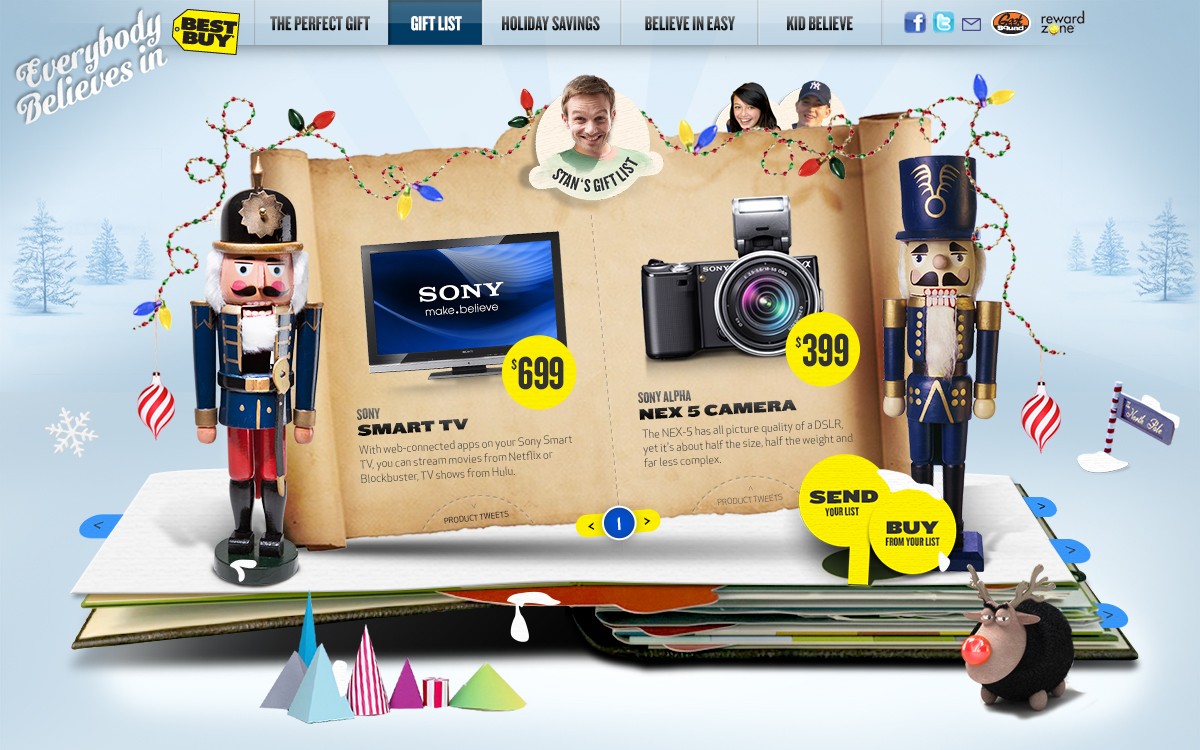 Everybody
Believes in
BEST
BUY
THE PERFECT GIFT
GIFT LIST
HOLIDAY SAVINGS
BELIEVE IN EASY
KID BELIEVE
Geek
Squad
reward
zone
STAN'S GIFT LIST
SONY
make.believe
$699
SONY
SMART TV
With web-connected apps on your Sony Smart
TV, you can stream movies from Netflix or
Blockbuster, TV shows from Hulu.
PRODUCT TWEETS
SONY
α
$399
SONY ALPHA
NEX 5 CAMERA
The NEX-5 has all picture quality of a DSLR,
yet it's about half the size, half the weight and
far less complex.
PRODUCT TWEETS
< 1 >
SEND
YOUR LIST
BUY
FROM YOUR LIST
North Pole